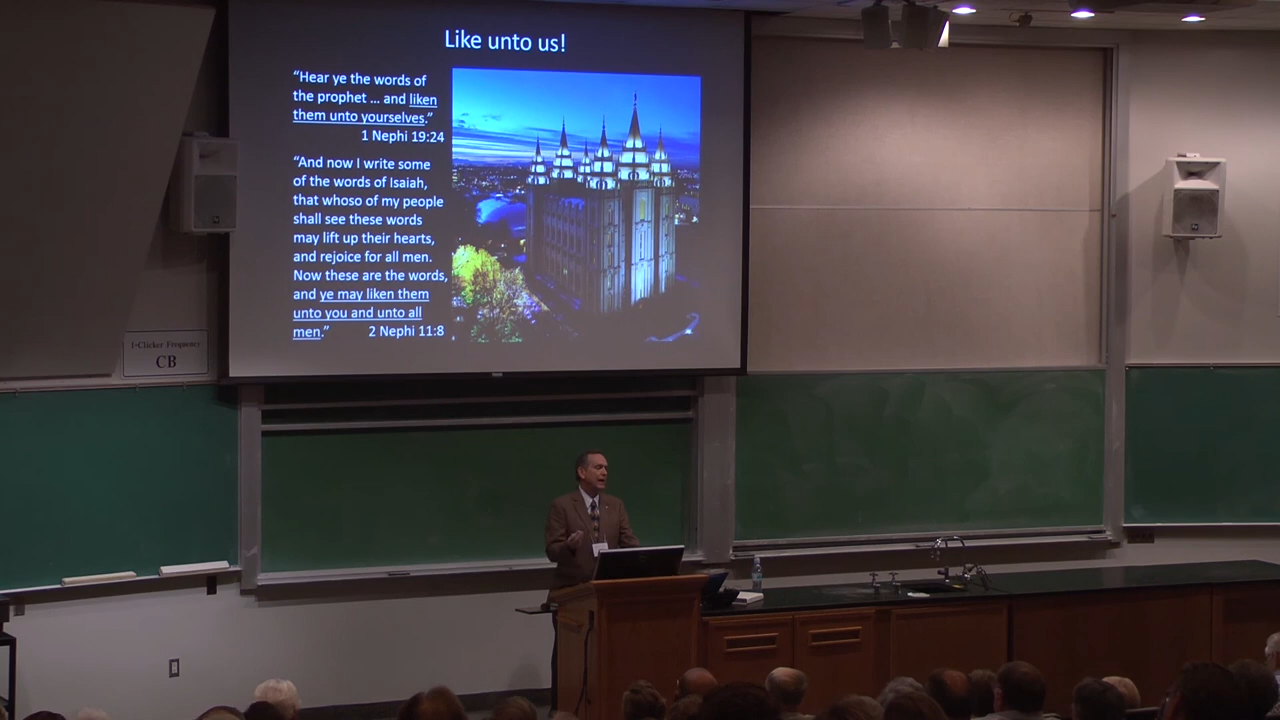 Like unto us!
“Hear ye the words of
the prophet … and liken
them unto yourselves.”
1 Nephi 19:24
“And now I write some
of the words of Isaiah,
that whoso of my people
shall see these words
may lift up their hearts,
and rejoice for all men.
Now these are the words,
and ye may liken them
unto you and unto all
men.” 2 Nephi 11:8
I-Clicker Frequency
CB